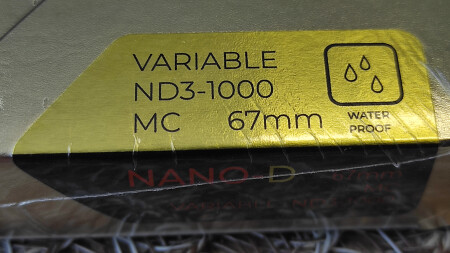 VARIABLE
ND3-1000
MC 67mm
WATER
PROOF
NANO-D